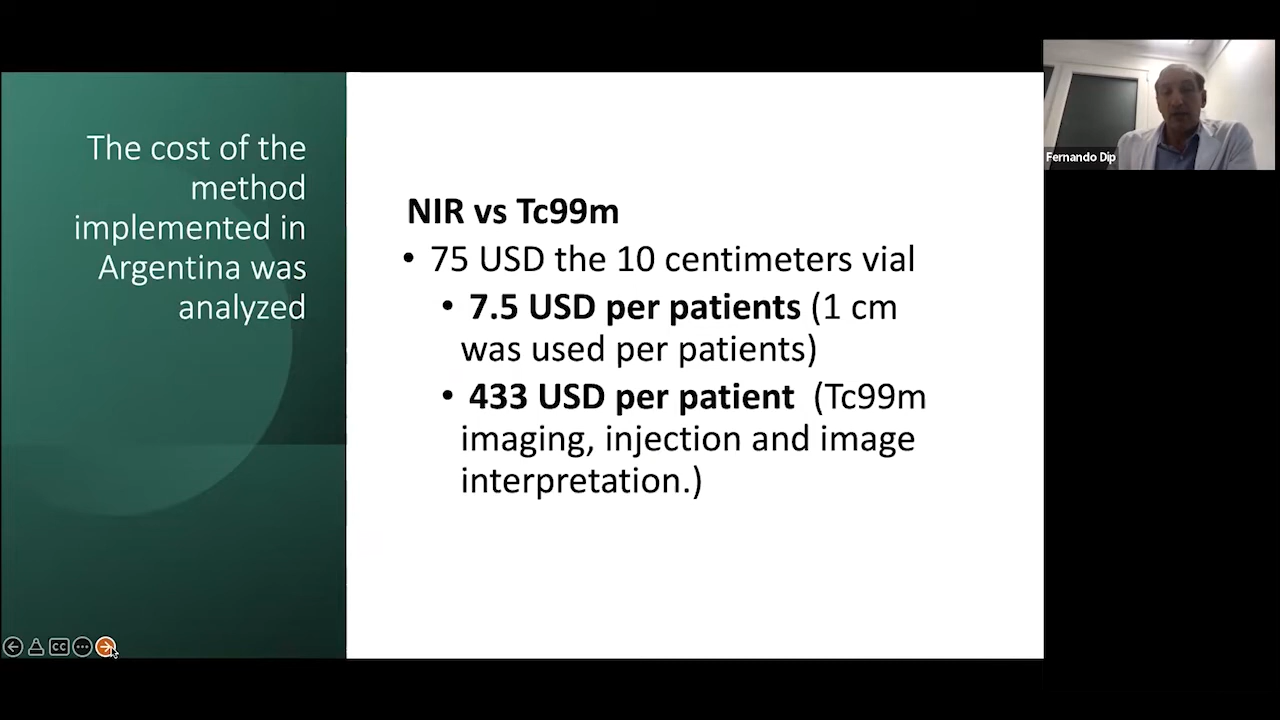 The cost of the
method
implemented in
Argentina was
analyzed
NIR vs Tc99m
• 75 USD the 10 centimeters vial
• 7.5 USD per patients (1 cm
was used per patients)
• 433 USD per patient (Tc99m
imaging, injection and image
interpretation.)
Fernando Dip
CC